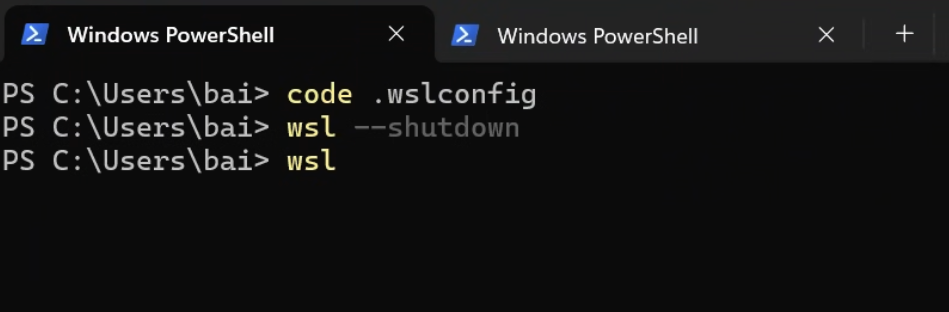 Windows PowerShell
Windows PowerShell
PS C:\Users\bai> code .wslconfig
PS C:\Users\bai> wsl --shutdown
PS C:\Users\bai> wsl